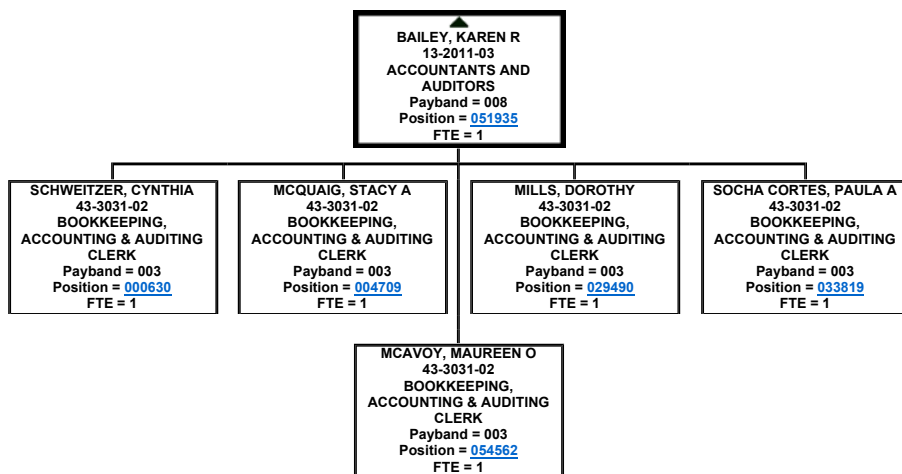 BAILEY, KAREN R
13-2011-03
ACCOUNTANTS AND
AUDITORS
Payband = 008
Position = 051935
FTE = 1
SCHWEITZER, CYNTHIA
43-3031-02
BOOKKEEPING,
ACCOUNTING & AUDITING
CLERK
Payband = 003
Position = 000630
FTE = 1
MCQUAIG, STACY A
43-3031-02
BOOKKEEPING,
ACCOUNTING & AUDITING
CLERK
Payband = 003
Position = 004709
FTE = 1
MILLS, DOROTHY
43-3031-02
BOOKKEEPING,
ACCOUNTING & AUDITING
CLERK
Payband = 003
Position = 029490
FTE = 1
SOCHA CORTES, PAULA A
43-3031-02
BOOKKEEPING,
ACCOUNTING & AUDITING
CLERK
Payband = 003
Position = 033819
FTE = 1
MCAVOY, MAUREEN O
43-3031-02
BOOKKEEPING,
ACCOUNTING & AUDITING
CLERK
Payband = 003
Position = 054562
FTE = 1